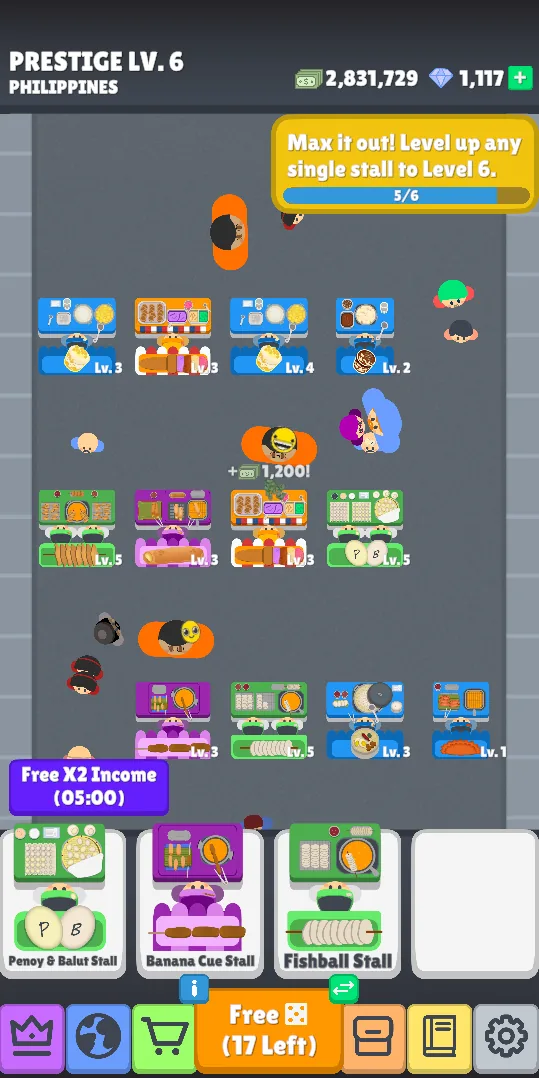 PRESTIGE LV. 6
PHILIPPINES
2,831,729
1,117
Max it out! Level up any
single stall to Level 6.
5/6
Lv. 3
Lv. 3
Lv. 4
Lv. 2
+ 1,200!
Lv. 5
Lv. 3
Lv. 3
P B
Lv. 5
Lv. 3
Lv. 5
Lv. 3
Lv. 1
Free X2 Income
(05:00)
P B
Penoy & Balut Stall
Banana Cue Stall
Fishball Stall
i
Free
(17 Left)